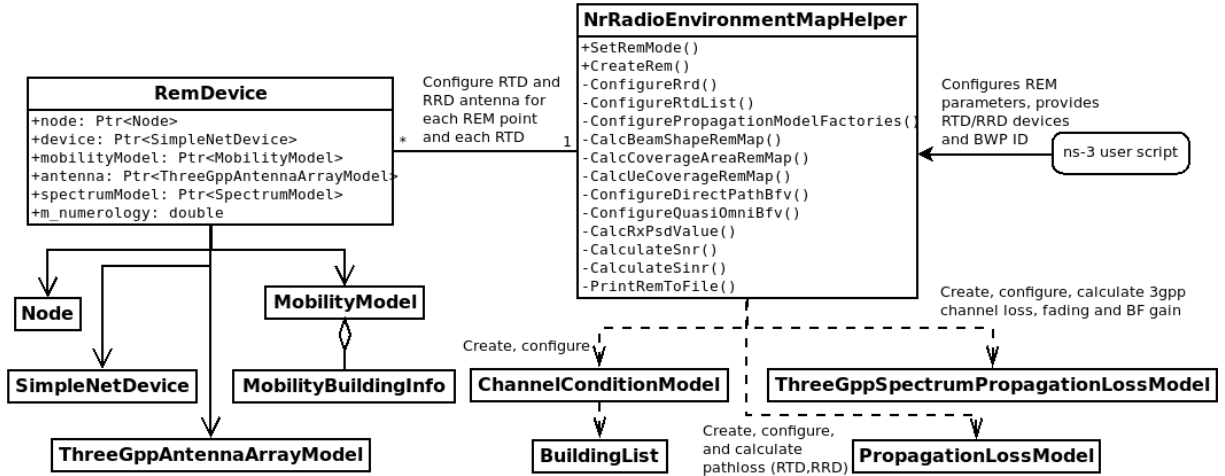 NrRadioEnvironmentMapHelper
+SetRemMode()
+CreateRem()
-ConfigureRrd()
-ConfigureRtdList()
-ConfigurePropagationModelFactories()
-CalcBeamShapeRemMap()
-CalcCoverageAreaRemMap()
-CalcUeCoverageRemMap()
-ConfigureDirectPathBfv()
-ConfigureQuasiOmniBfv()
-CalcRxPsdValue()
-CalculateSnr()
-CalculateSinr()
-PrintRemToFile()
RemDevice
+node: Ptr<Node>
+device: Ptr<SimpleNetDevice>
+mobilityModel: Ptr<MobilityModel>
+antenna: Ptr<ThreeGppAntennaArrayModel>
+spectrumModel: Ptr<SpectrumModel>
+m_numerology: double
Configure RTD and
RRD antenna for
each REM point
and each RTD
*
1
Configures REM
parameters, provides
RTD/RRD devices
and BWP ID
ns-3 user script
Node
MobilityModel
SimpleNetDevice
MobilityBuildingInfo
ThreeGppAntennaArrayModel
Create, configure
ChannelConditionModel
BuildingList
Create, configure, calculate 3gpp
channel loss, fading and BF gain
ThreeGppSpectrumPropagationLossModel
Create, configure,
and calculate
pathloss (RTD,RRD)
PropagationLossModel